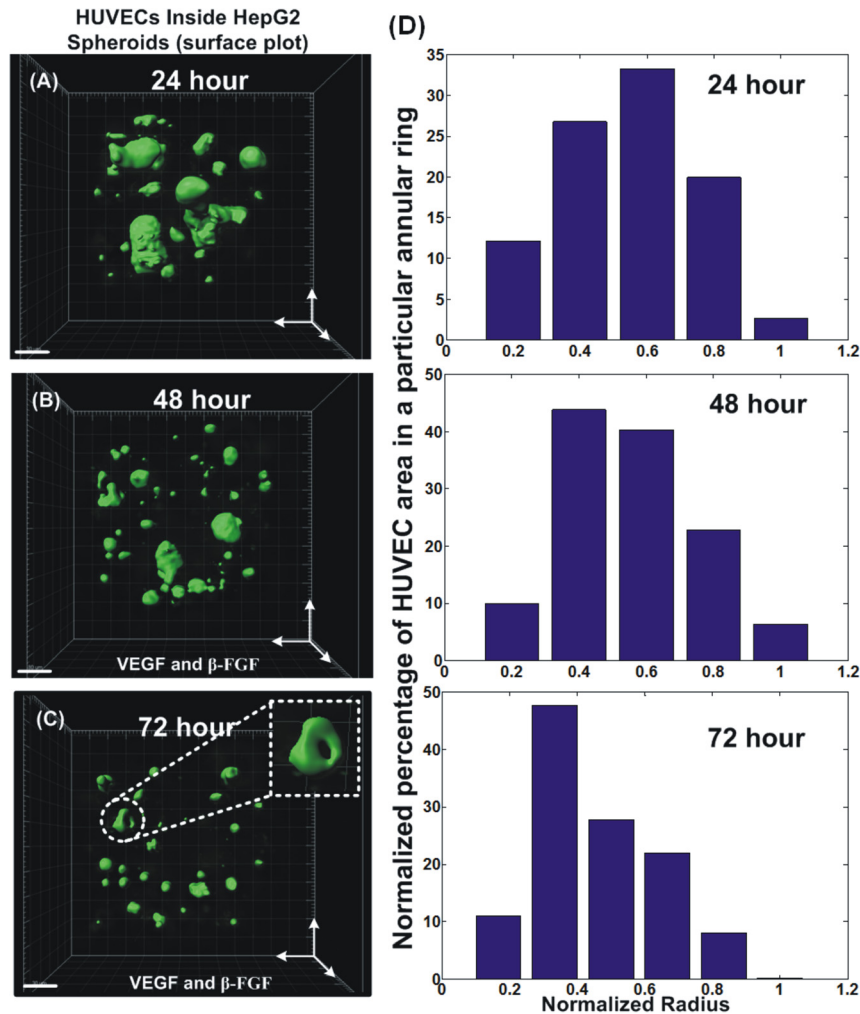 HUVECs Inside HepG2
Spheroids (surface plot)
(A)
24 hour
(B)
48 hour
VEGF and β-FGF
(C)
72 hour
VEGF and β-FGF
(D)
Normalized percentage of HUVEC area in a particular annular ring
24 hour
35
30
25
20
15
10
5
0
0 0.2 0.4 0.6 0.8 1 1.2
48 hour
50
40
30
20
10
0
0 0.2 0.4 0.6 0.8 1 1.2
72 hour
50
40
30
20
10
0
0 0.2 0.4 0.6 0.8 1 1.2
Normalized Radius